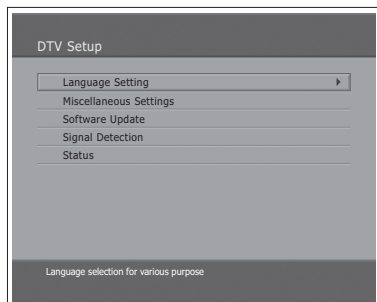 DTV Setup
Language Setting
Miscellaneous Settings
Software Update
Signal Detection
Status
Language selection for various purpose